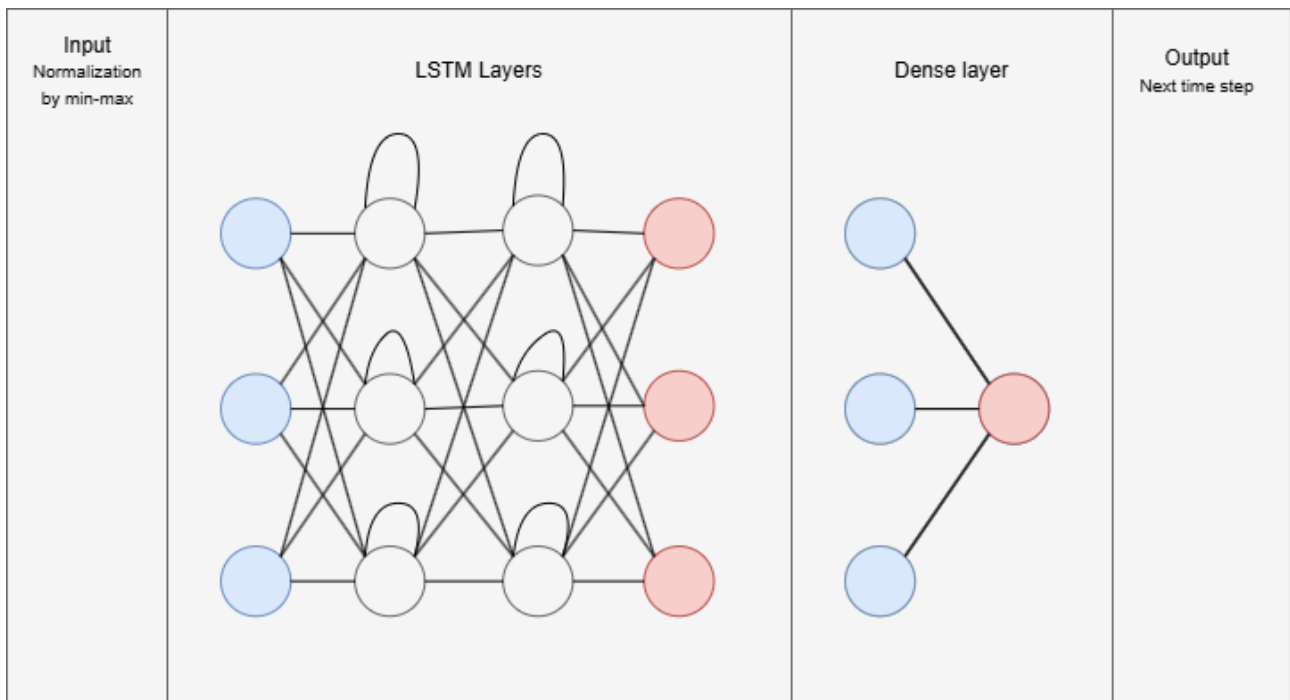 Input
Normalization
by min-max
LSTM Layers
Dense layer
Output
Next time step